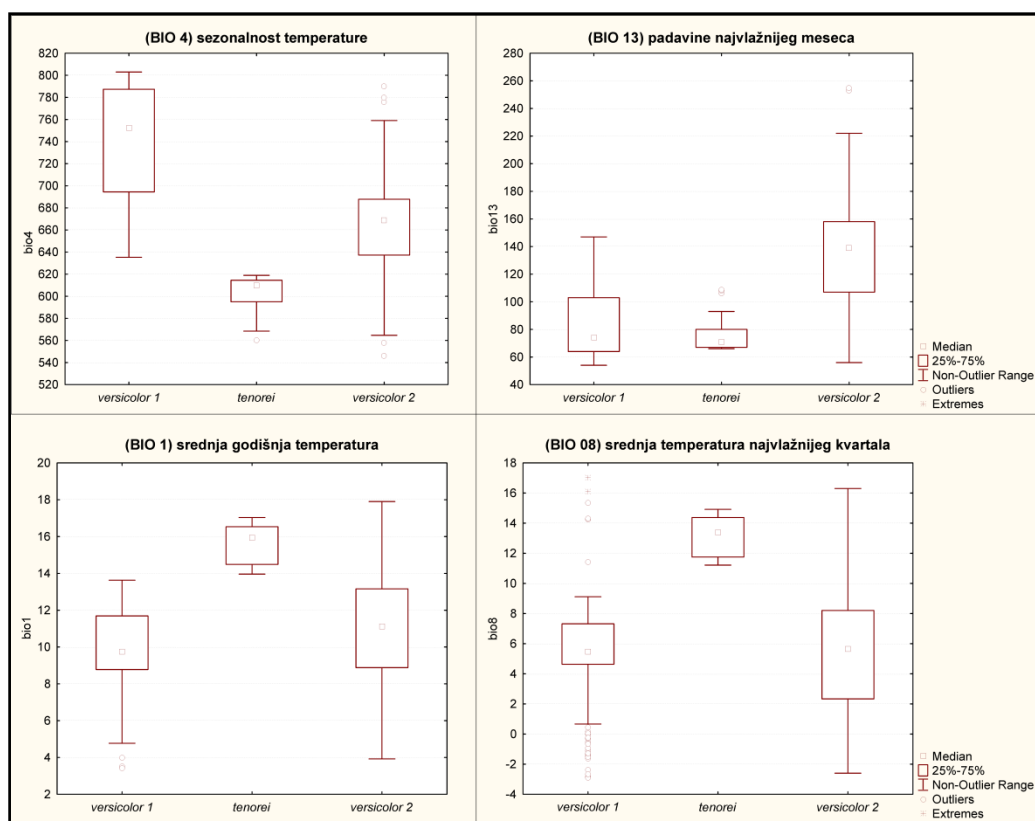 (BIO 4) sezonalnost temperature
820
800
780
760
740
720
700
680
660
640
620
600
580
560
540
520
bio4
versicolor 1 tenorei versicolor 2
(BIO 13) padavine najvlažnijeg meseca
280
260
240
220
200
180
160
140
120
100
80
60
40
bio13
versicolor 1 tenorei versicolor 2
Median
25%-75%
Non-Outlier Range
Outliers
Extremes
(BIO 1) srednja godišnja temperatura
20
18
16
14
12
10
8
6
4
2
bio1
versicolor 1 tenorei versicolor 2
(BIO 08) srednja temperatura najvlažnijeg kvartala
18
16
14
12
10
8
6
4
2
0
-2
-4
bio8
versicolor 1 tenorei versicolor 2
Median
25%-75%
Non-Outlier Range
Outliers
Extremes